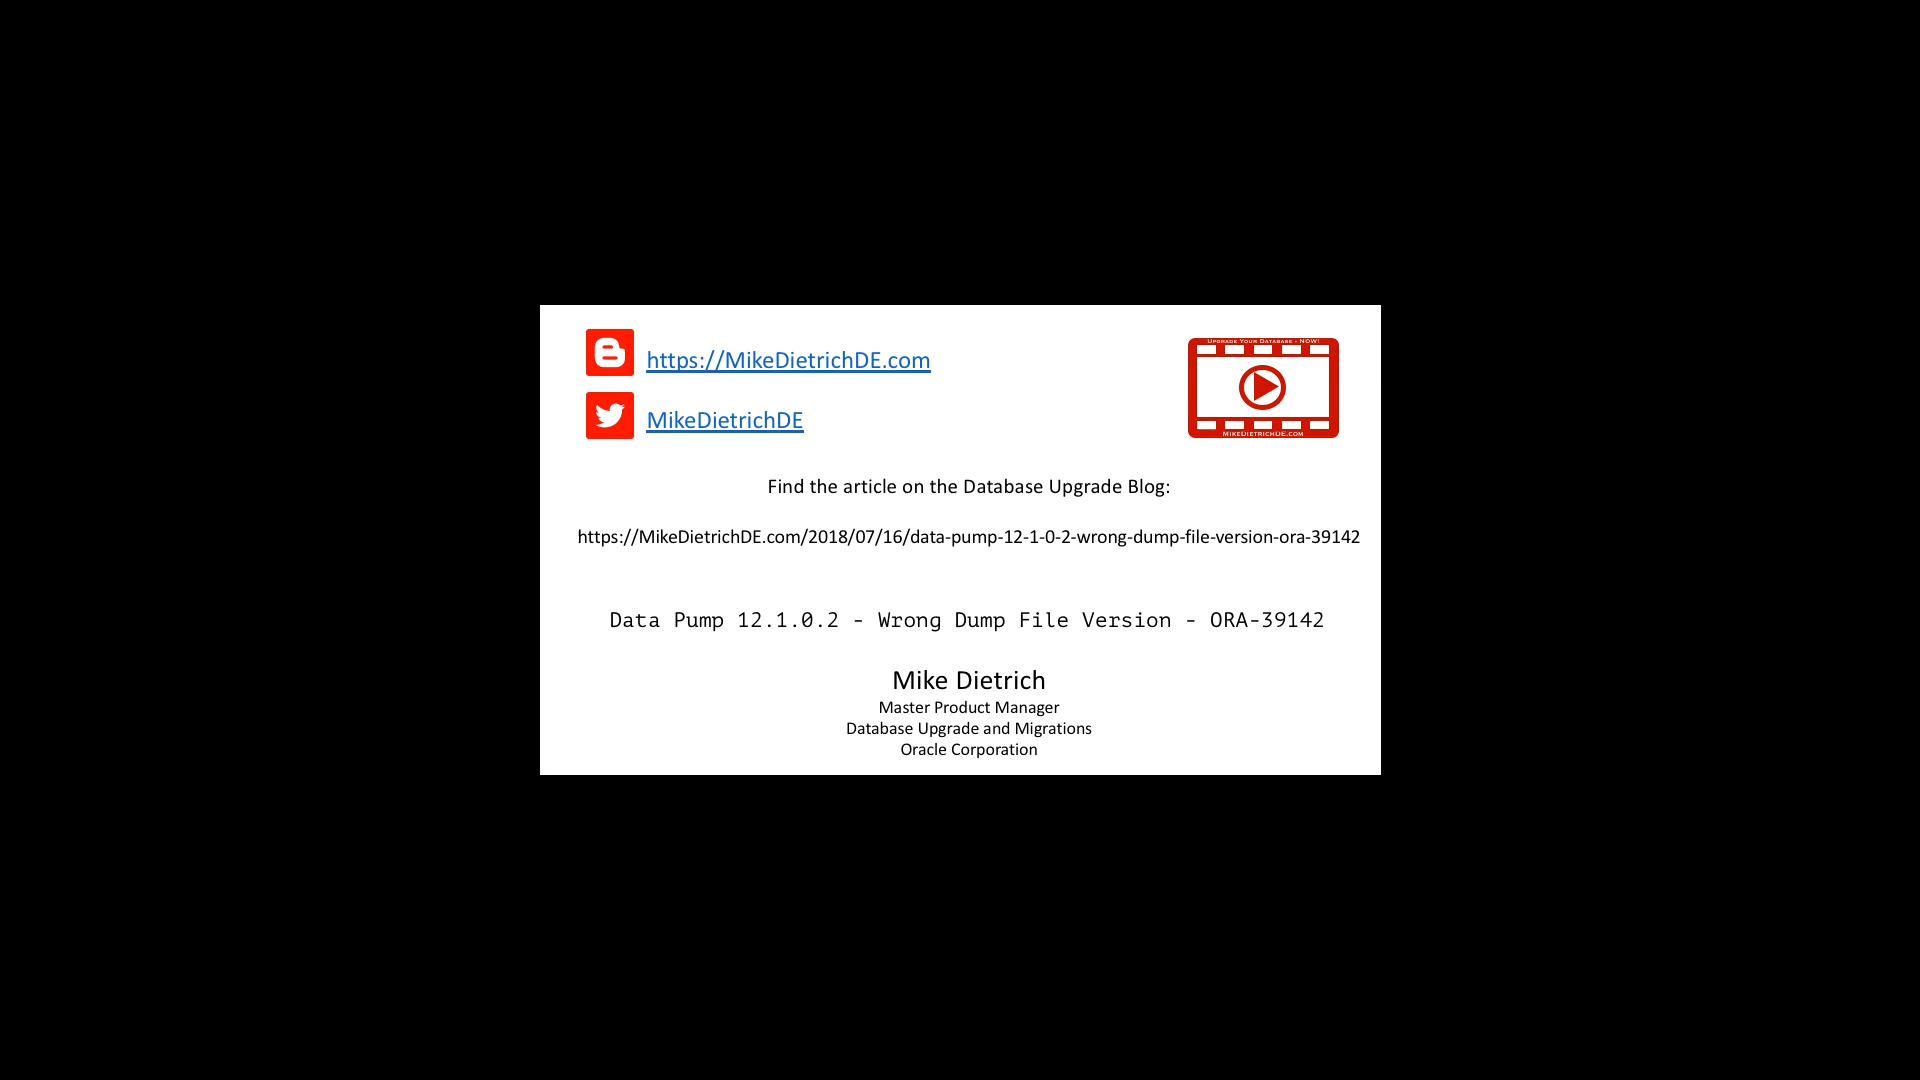 https://MikeDietrichDE.com
UPGRADE YOUR DATABASE - NOW!
MikeDietrichDE
MIKEDIETRICHDE.COM
Find the article on the Database Upgrade Blog:
https://MikeDietrichDE.com/2018/07/16/data-pump-12-1-0-2-wrong-dump-file-version-ora-39142
Data Pump 12.1.0.2 - Wrong Dump File Version - ORA-39142
Mike Dietrich
Master Product Manager
Database Upgrade and Migrations
Oracle Corporation